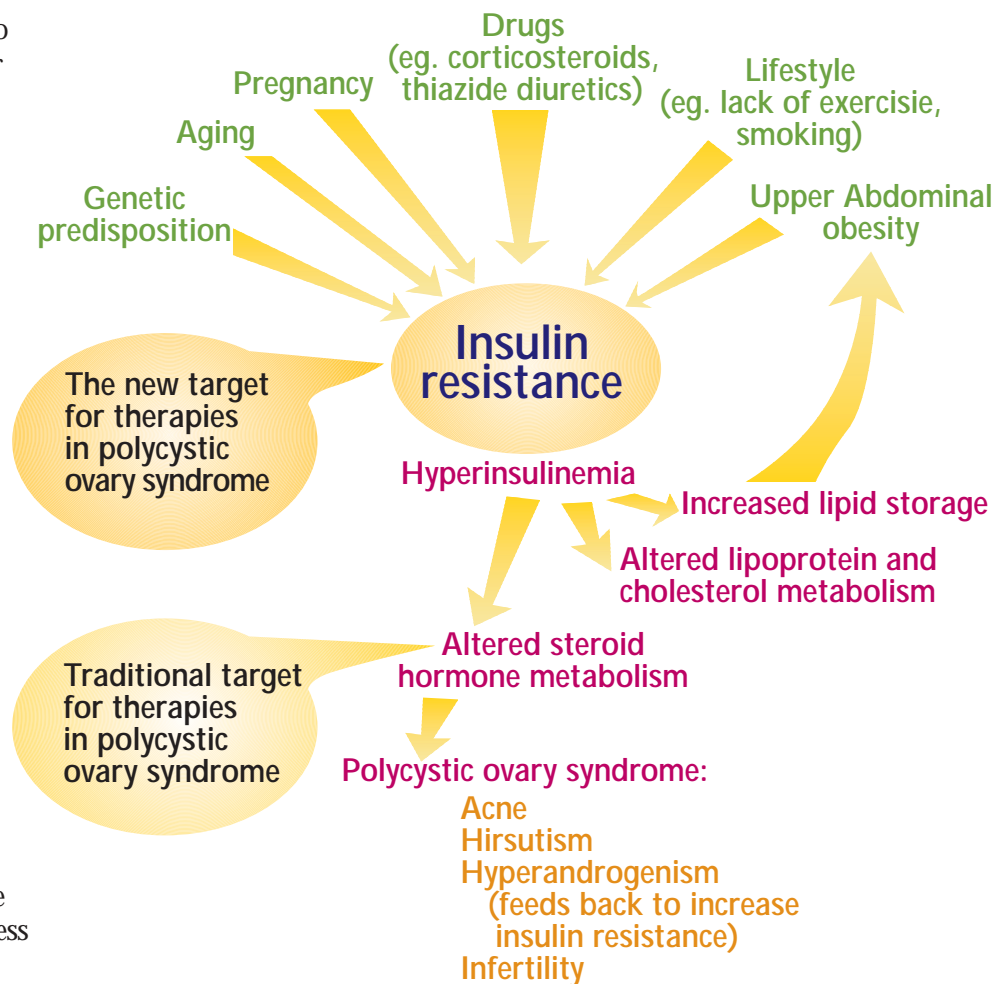 Drugs
(eg. corticosteroids,
thiazide diuretics)
Lifestyle
(eg. lack of exercisie,
smoking)
Pregnancy
Aging
Genetic
predisposition
Upper Abdominal
obesity
Insulin
resistance
The new target
for therapies
in polycystic
ovary syndrome
Hyperinsulinemia
Increased lipid storage
Altered lipoprotein and
cholesterol metabolism
Altered steroid
hormone metabolism
Traditional target
for therapies
in polycystic
ovary syndrome
Polycystic ovary syndrome:
Acne
Hirsutism
Hyperandrogenism
(feeds back to increase
insulin resistance)
Infertility